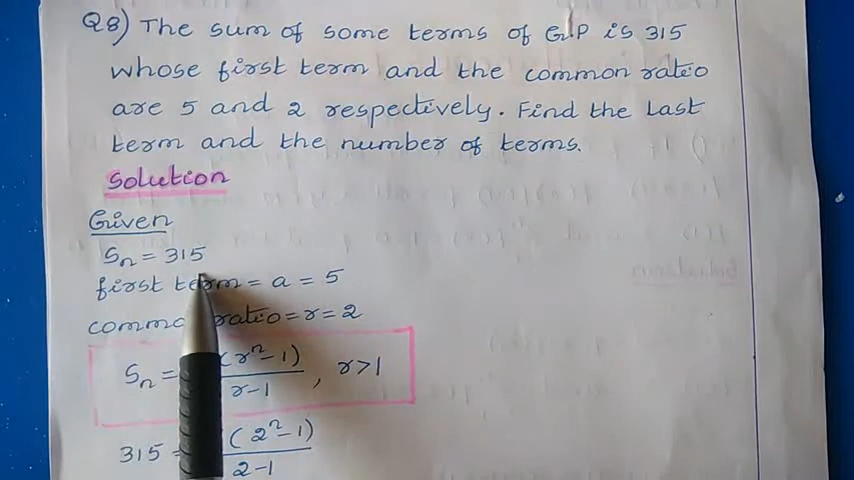 Q8) The sum of some terms of G.P is 315
whose first term and the common ratio
are 5 and 2 respectively. Find the last
term and the number of terms.
Solution
Given
Sn = 315
first term = a = 5
common ratio = r = 2
Sn = (r^n - 1) / r - 1 , r > 1
315 = (2^n - 1) / 2 - 1